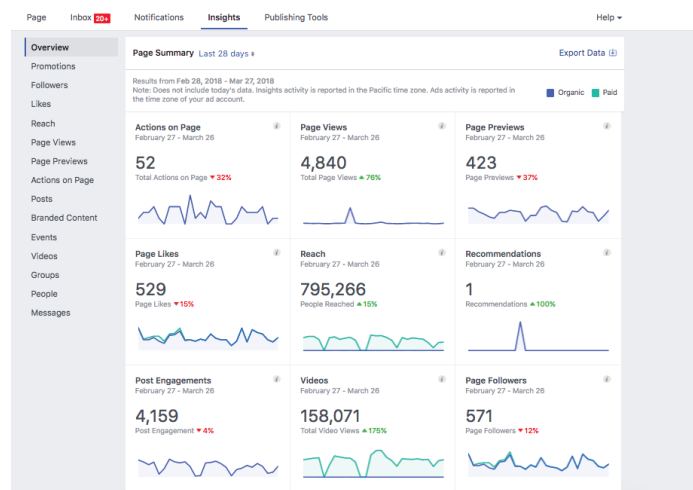 Page Inbox 20+ Notifications Insights Publishing Tools Help
Overview
Promotions
Followers
Likes
Reach
Page Views
Page Previews
Actions on Page
Posts
Branded Content
Events
Videos
Groups
People
Messages
Page Summary Last 28 days
Export Data
Results from Feb 28, 2018 - Mar 27, 2018
Note: Does not include today's data. Insights activity is reported in the Pacific time zone. Ads activity is reported in
the time zone of your ad account.
Organic Paid
Actions on Page
February 27 - March 26
52
Total Actions on Page ▼32%
Page Views
February 27 - March 26
4,840
Total Page Views ▲76%
Page Previews
February 27 - March 26
423
Page Previews ▼37%
Page Likes
February 27 - March 26
529
Page Likes ▼15%
Reach
February 27 - March 26
795,266
People Reached ▲15%
Recommendations
February 27 - March 26
1
Recommendations ▲100%
Post Engagements
February 27 - March 26
4,159
Post Engagement ▼4%
Videos
February 27 - March 26
158,071
Total Video Views ▲175%
Page Followers
February 27 - March 26
571
Page Followers ▼12%